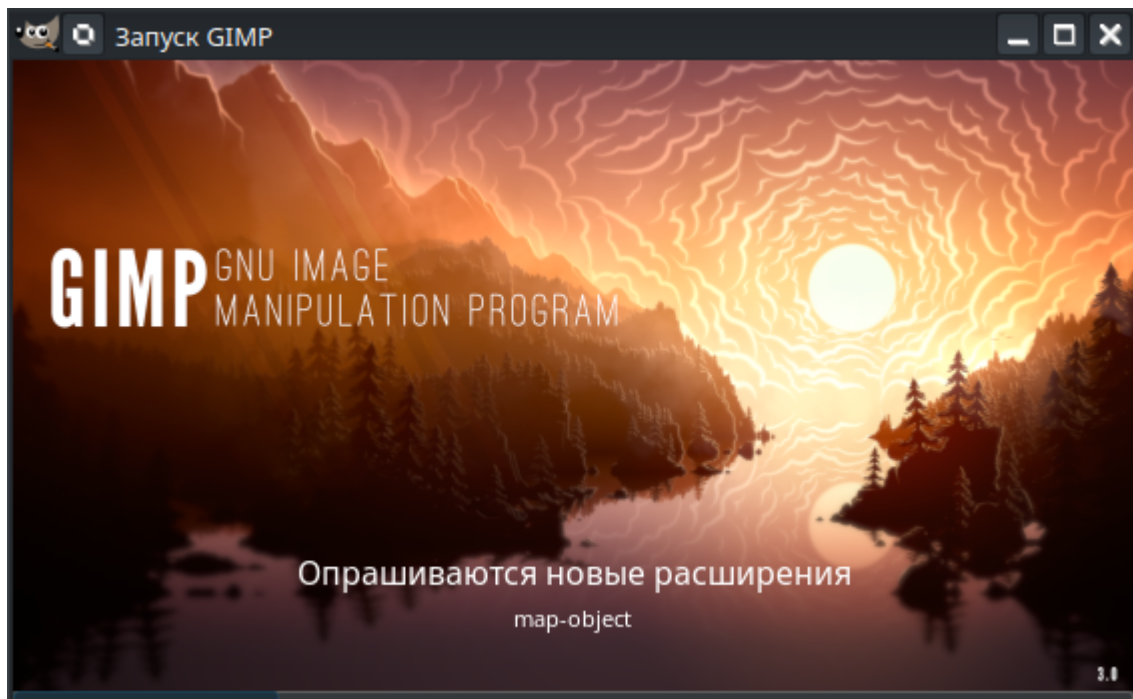 Запуск GIMP
GIMP GNU IMAGE
MANIPULATION PROGRAM
Опрашиваются новые расширения
map-object
3.0